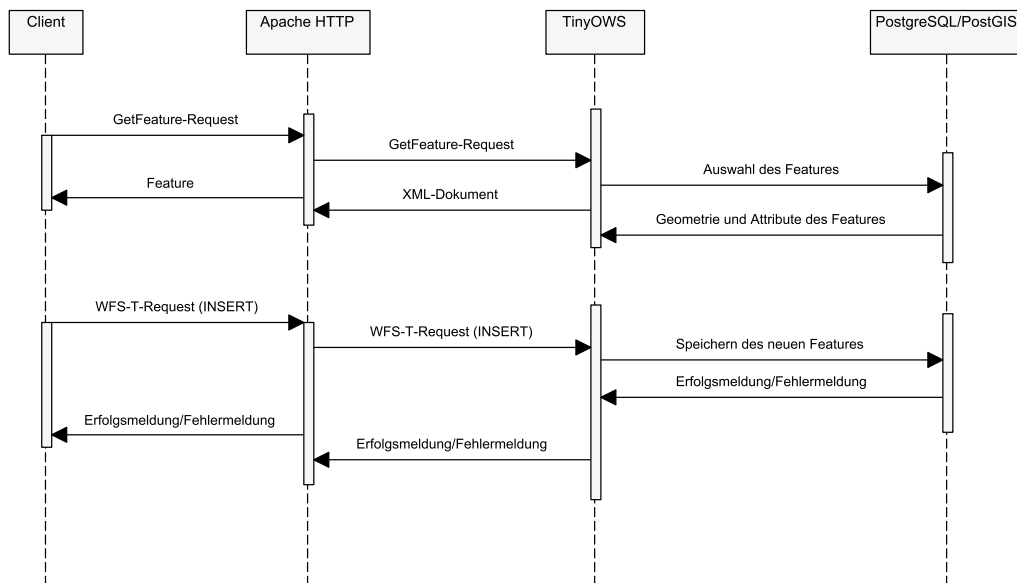 Client
Apache HTTP
TinyOWS
PostgreSQL/PostGIS
GetFeature-Request
GetFeature-Request
Auswahl des Features
Feature
XML-Dokument
Geometrie und Attribute des Features
WFS-T-Request (INSERT)
WFS-T-Request (INSERT)
Speichern des neuen Features
Erfolgsmeldung/Fehlermeldung
Erfolgsmeldung/Fehlermeldung
Erfolgsmeldung/Fehlermeldung